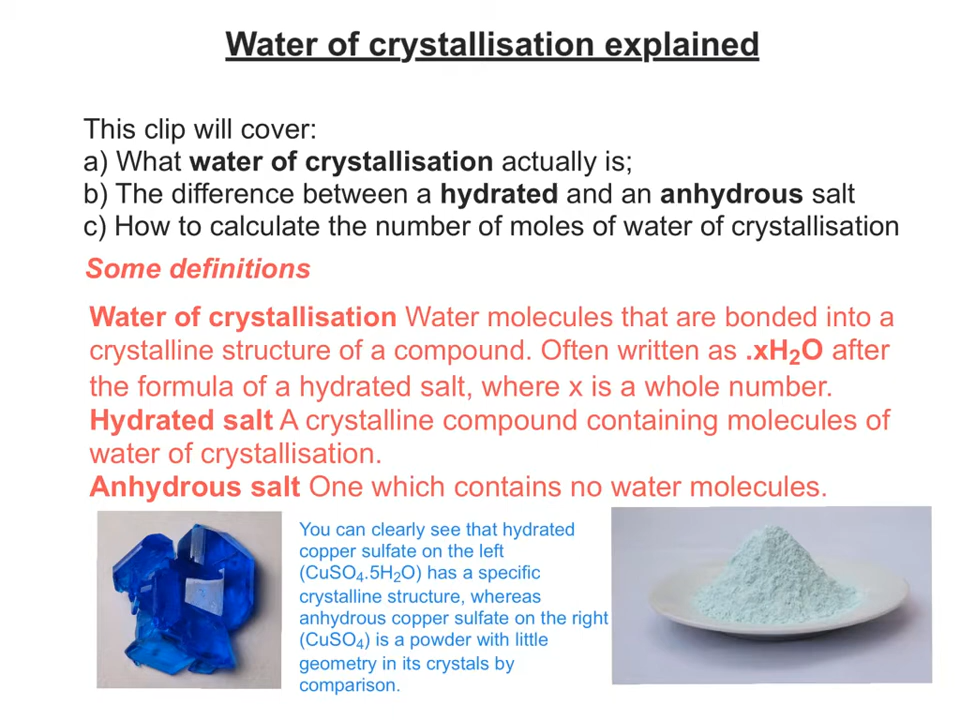 Water of crystallisation explained
This clip will cover:
a) What water of crystallisation actually is;
b) The difference between a hydrated and an anhydrous salt
c) How to calculate the number of moles of water of crystallisation
Some definitions
Water of crystallisation Water molecules that are bonded into a
crystalline structure of a compound. Often written as .xH₂O after
the formula of a hydrated salt, where x is a whole number.
Hydrated salt A crystalline compound containing molecules of
water of crystallisation.
Anhydrous salt One which contains no water molecules.
You can clearly see that hydrated
copper sulfate on the left
(CuSO₄.5H₂O) has a specific
crystalline structure, whereas
anhydrous copper sulfate on the right
(CuSO₄) is a powder with little
geometry in its crystals by
comparison.